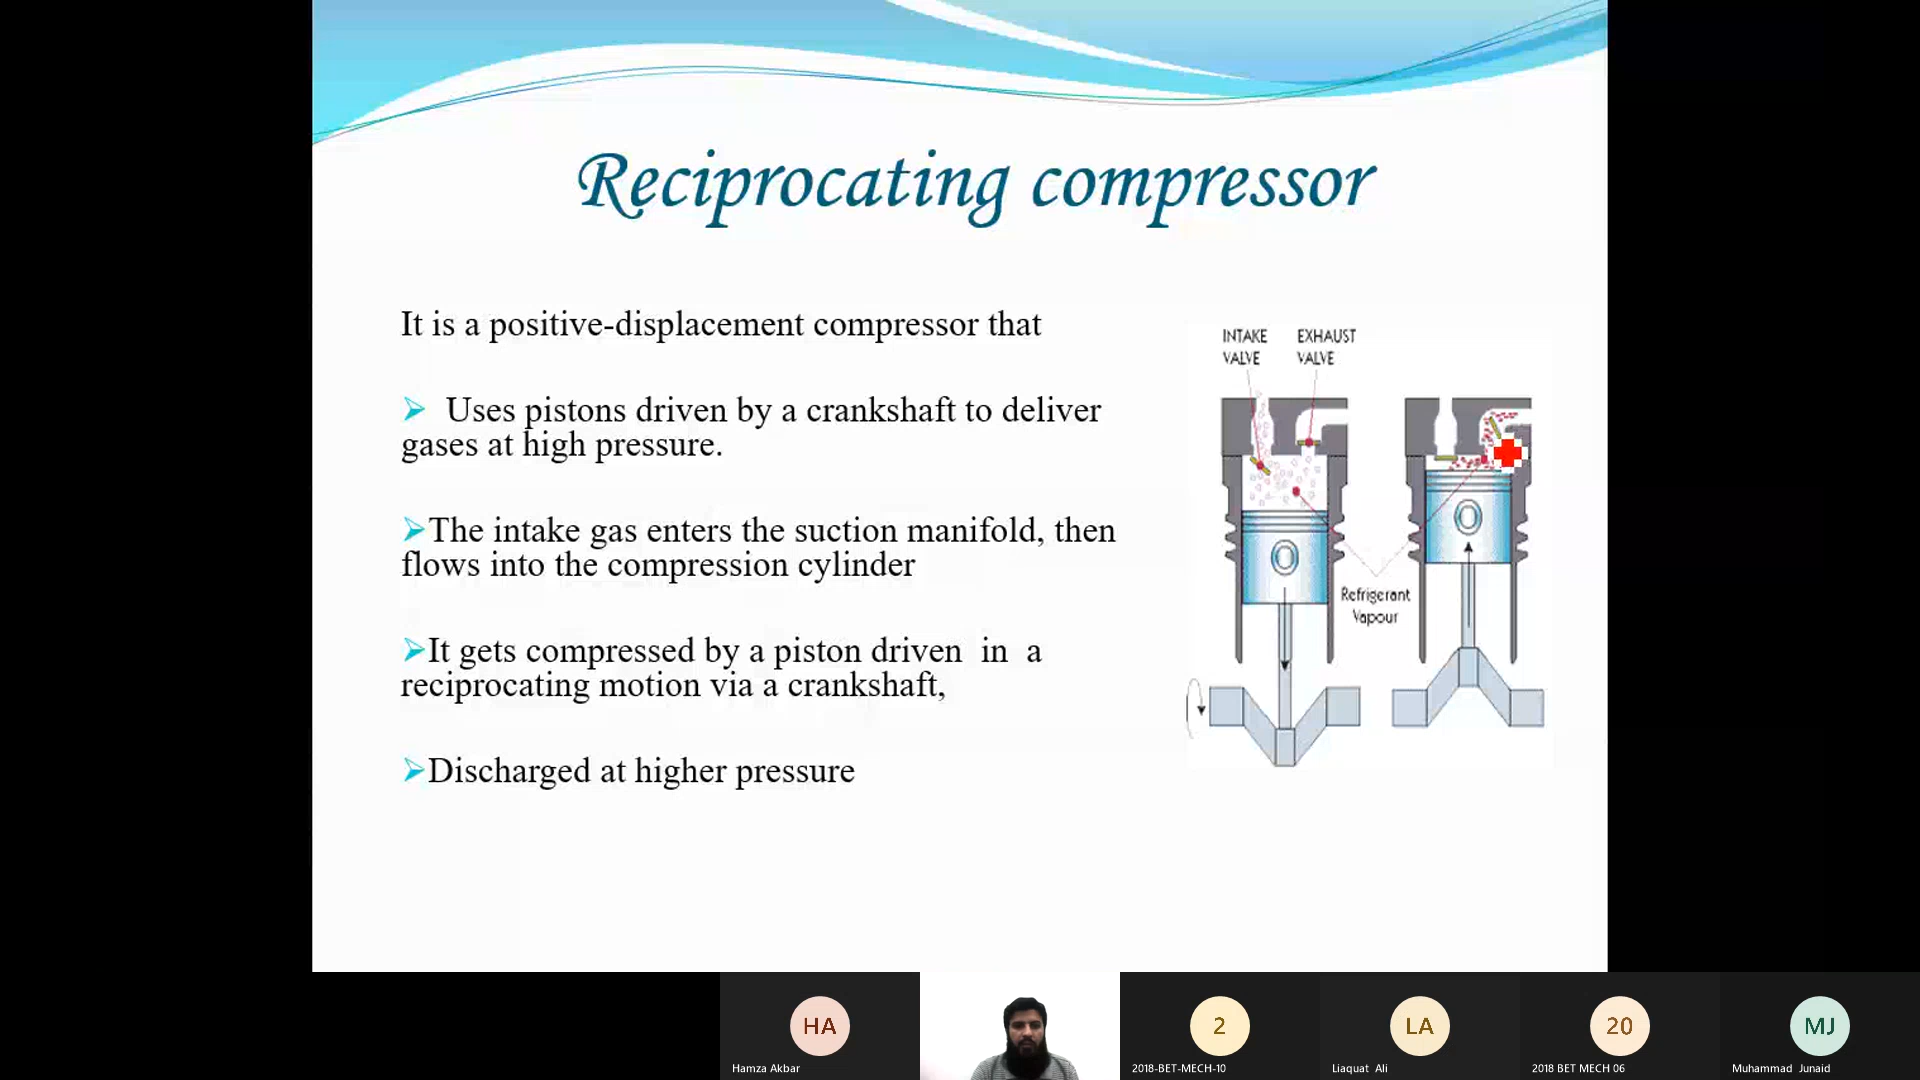 Reciprocating compressor
It is a positive-displacement compressor that
➢ Uses pistons driven by a crankshaft to deliver
gases at high pressure.
➢The intake gas enters the suction manifold, then
flows into the compression cylinder
➢It gets compressed by a piston driven in a
reciprocating motion via a crankshaft,
➢Discharged at higher pressure
INTAKE
VALVE
EXHAUST
VALVE
Refrigerant
Vapour
HA
Hamza Akbar
2
2018-BET-MECH-10
LA
Liaquat Ali
20
2018 BET MECH 06
MJ
Muhammad Junaid